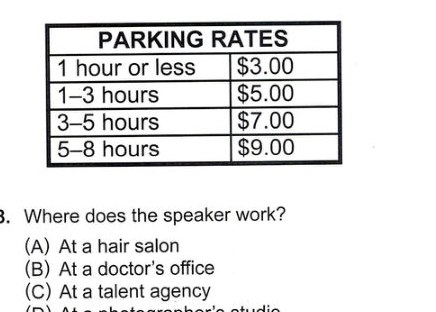 PARKING RATES
1 hour or less $3.00
1–3 hours $5.00
3–5 hours $7.00
5–8 hours $9.00
3. Where does the speaker work?
(A) At a hair salon
(B) At a doctor's office
(C) At a talent agency
(D) At a photographer's studio